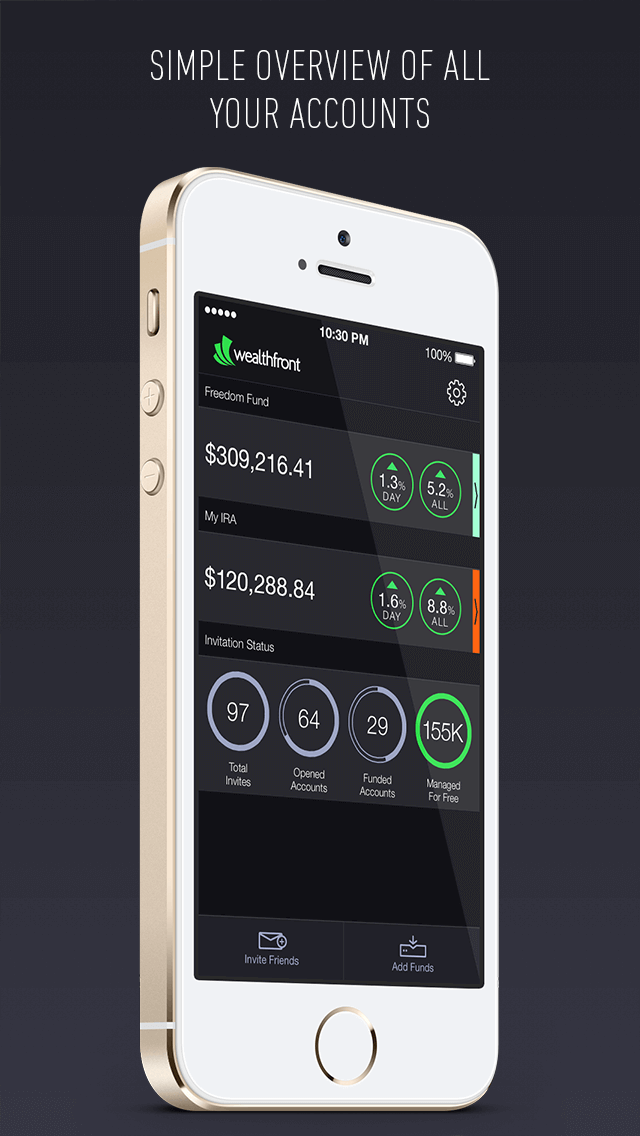 SIMPLE OVERVIEW OF ALL
YOUR ACCOUNTS
10:30 PM
100%
wealthfront
Freedom Fund
$309,216.41
1.3% DAY
5.2% ALL
My IRA
$120,288.84
1.6% DAY
8.8% ALL
Invitation Status
97
64
29
155K
Total
Invites
Opened
Accounts
Funded
Accounts
Managed
For Free
Invite Friends
Add Funds